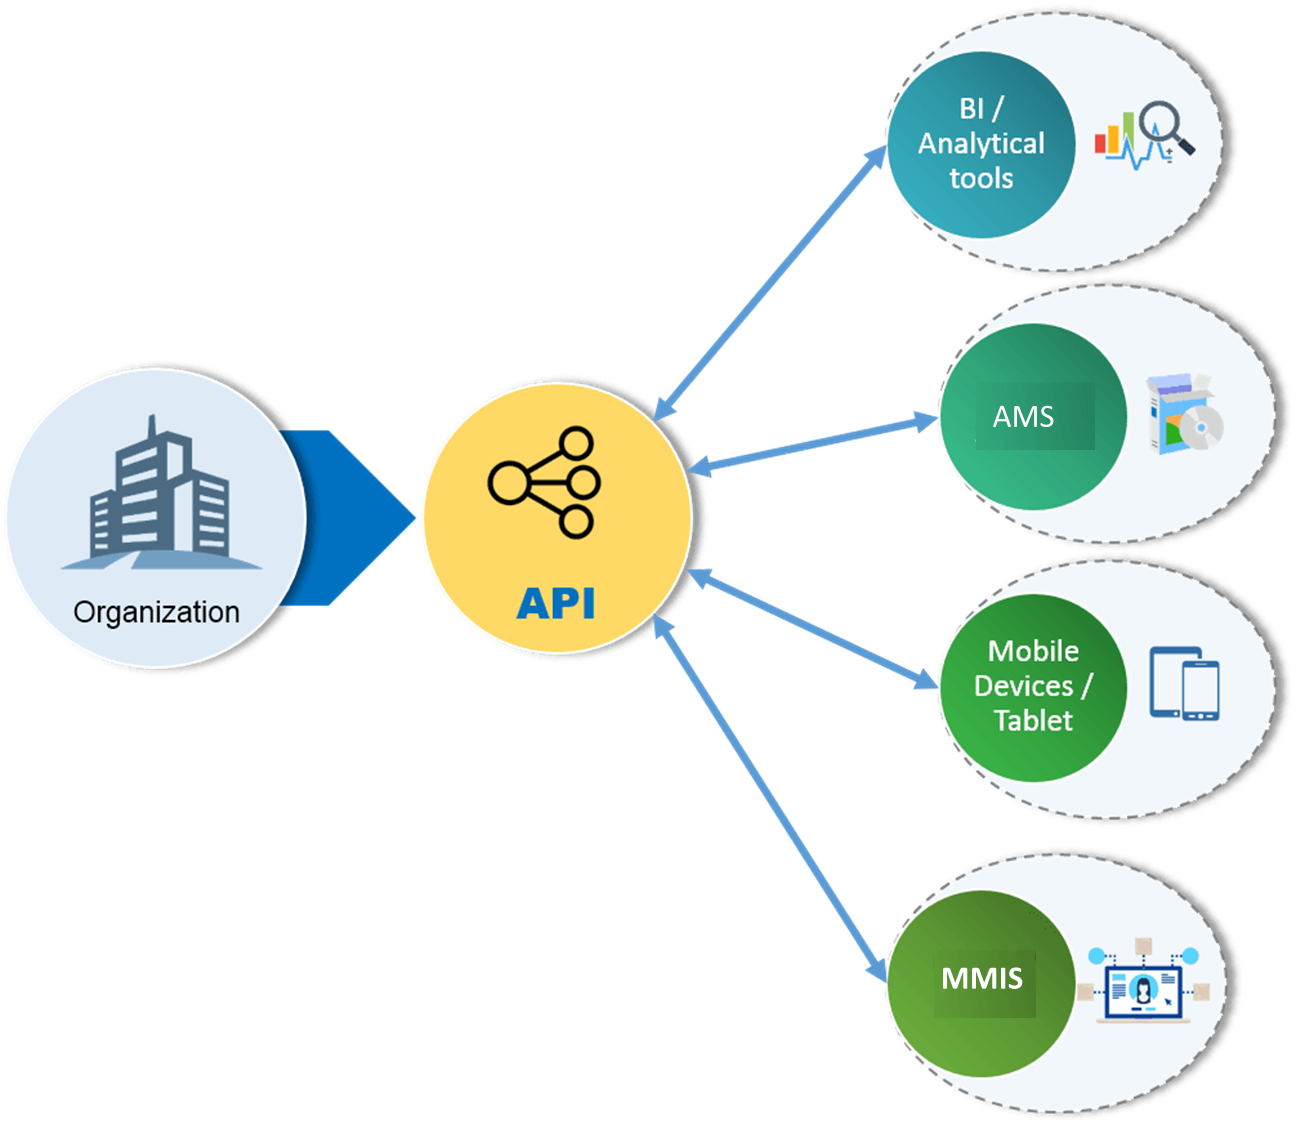 BI /
Analytical
tools
AMS
Organization
API
Mobile
Devices /
Tablet
MMIS